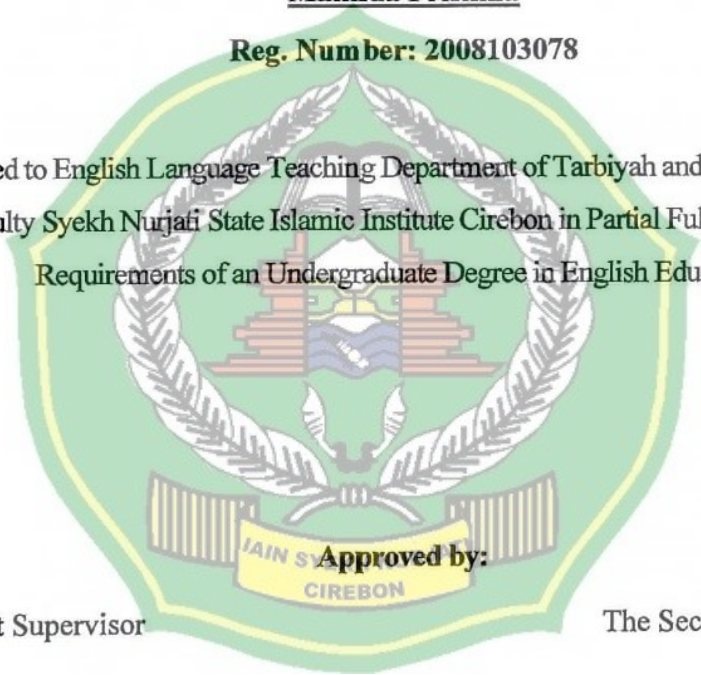 Reg. Number: 2008103078
ed to English Language Teaching Department of Tarbiyah and
ulty Syekh Nurjati State Islamic Institute Cirebon in Partial Ful
Requirements of an Undergraduate Degree in English Edu
Approved by:
IAIN SY
CIREBON
t Supervisor
The Sec